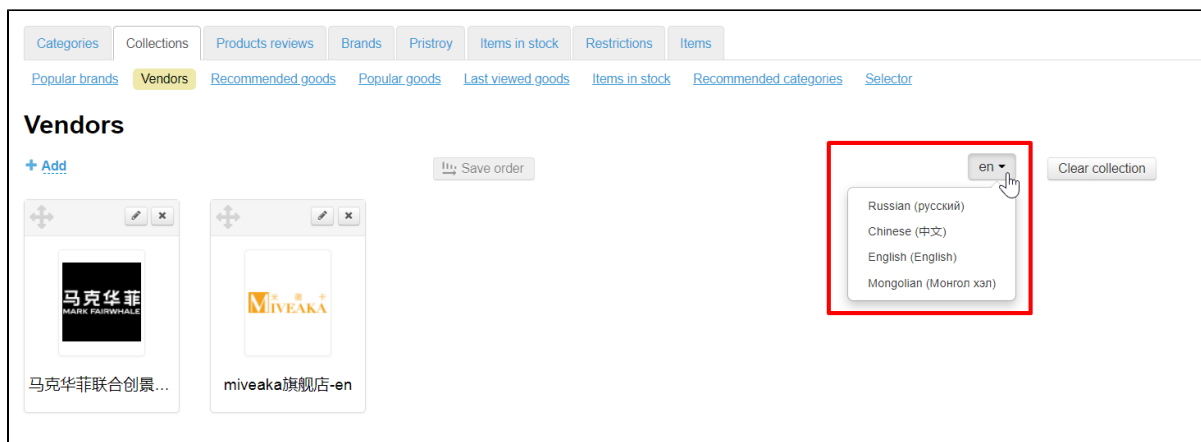 Categories Collections Products reviews Brands Pristroy Items in stock Restrictions Items
Popular brands Vendors Recommended goods Popular goods Last viewed goods Items in stock Recommended categories Selector
Vendors
+ Add Save order en Clear collection
Russian (русский)
Chinese (中文)
English (English)
Mongolian (Монгол хэл)
马克华菲
MARK FAIRWHALE
MIVEAKA
马克华菲联合创景... miveaka旗舰店-en